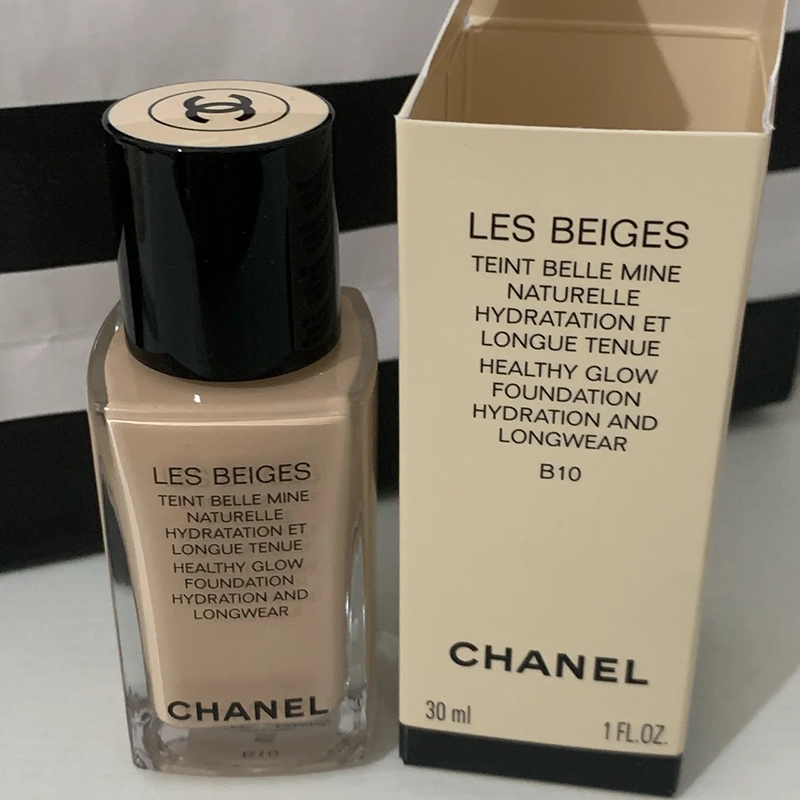 LES BEIGES
TEINT BELLE MINE
NATURELLE
HYDRATATION ET
LONGUE TENUE
HEALTHY GLOW
FOUNDATION
HYDRATION AND
LONGWEAR
CHANEL
B10
LES BEIGES
TEINT BELLE MINE
NATURELLE
HYDRATATION ET
LONGUE TENUE
HEALTHY GLOW
FOUNDATION
HYDRATION AND
LONGWEAR
B10
CHANEL
30 ml 1 FL.OZ.